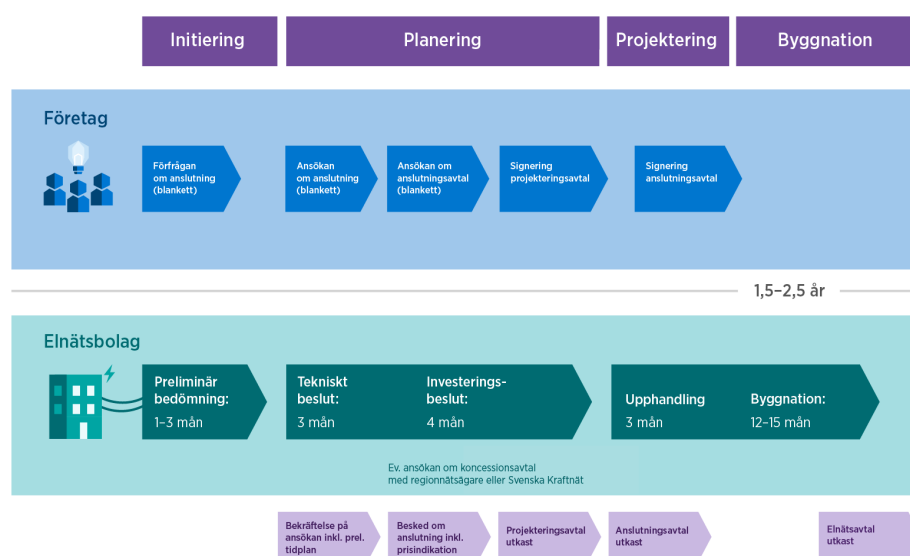 Initiering
Planering
Projektering
Byggnation
Företag
Förfrågan
om anslutning
(blankett)
Ansökan
om anslutning
(blankett)
Ansökan om
anslutningsavtal
(blankett)
Signering
projekteringsavtal
Signering
anslutningsavtal
1,5–2,5 år
Elnätsbolag
Preliminär
bedömning:
1–3 mån
Tekniskt
beslut:
3 mån
Investerings-
beslut:
4 mån
Upphandling
3 mån
Byggnation:
12–15 mån
Ev. ansökan om koncessionsavtal
med regionnätsägare eller Svenska Kraftnät
Bekräftelse på
ansökan inkl. prel.
tidplan
Besked om
anslutning inkl.
prisindikation
Projekteringsavtal
utkast
Anslutningsavtal
utkast
Elnätsavtal
utkast